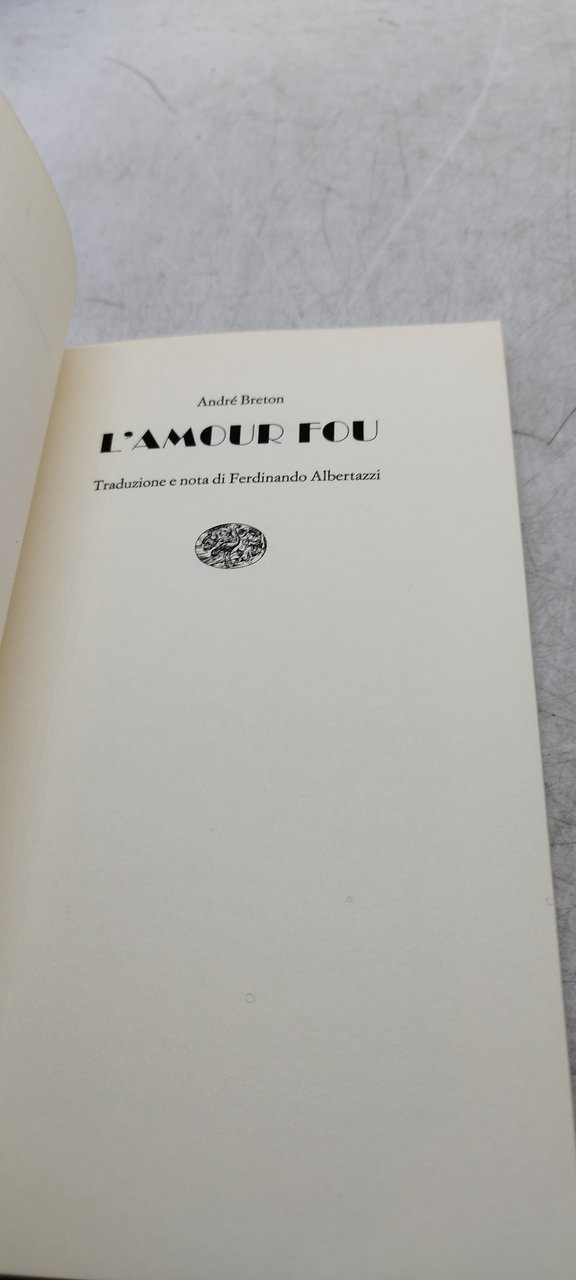 André Breton
L'AMOUR FOU
Traduzione e nota di Ferdinando Albertazzi